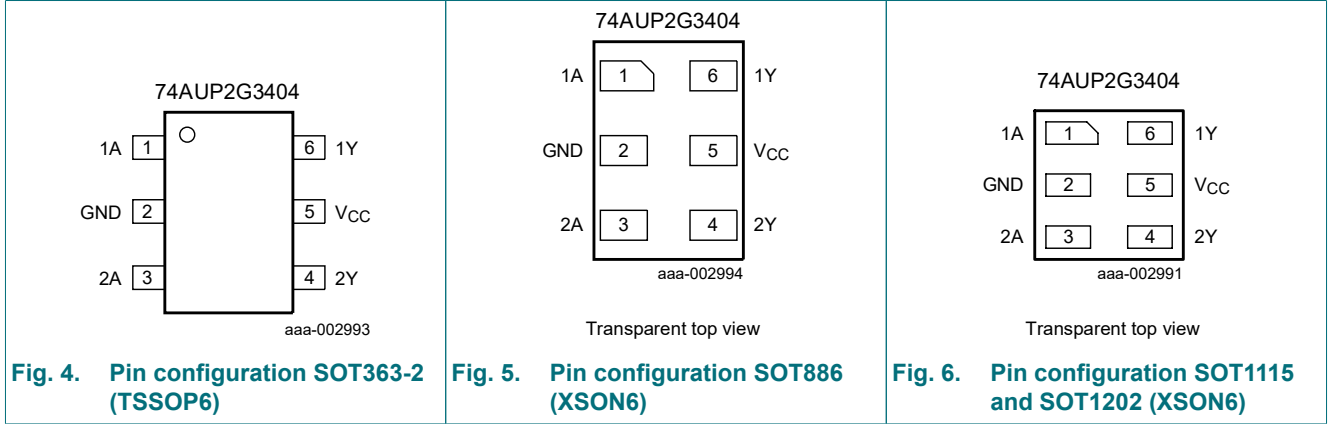 74AUP2G3404
1A 1 6 1Y
GND 2 5 VCC
2A 3 4 2Y
aaa-002993
Fig. 4. Pin configuration SOT363-2
(TSSOP6)
74AUP2G3404
1A 1 6 1Y
GND 2 5 VCC
2A 3 4 2Y
aaa-002994
Transparent top view
Fig. 5. Pin configuration SOT886
(XSON6)
74AUP2G3404
1A 1 6 1Y
GND 2 5 VCC
2A 3 4 2Y
aaa-002991
Transparent top view
Fig. 6. Pin configuration SOT1115
and SOT1202 (XSON6)